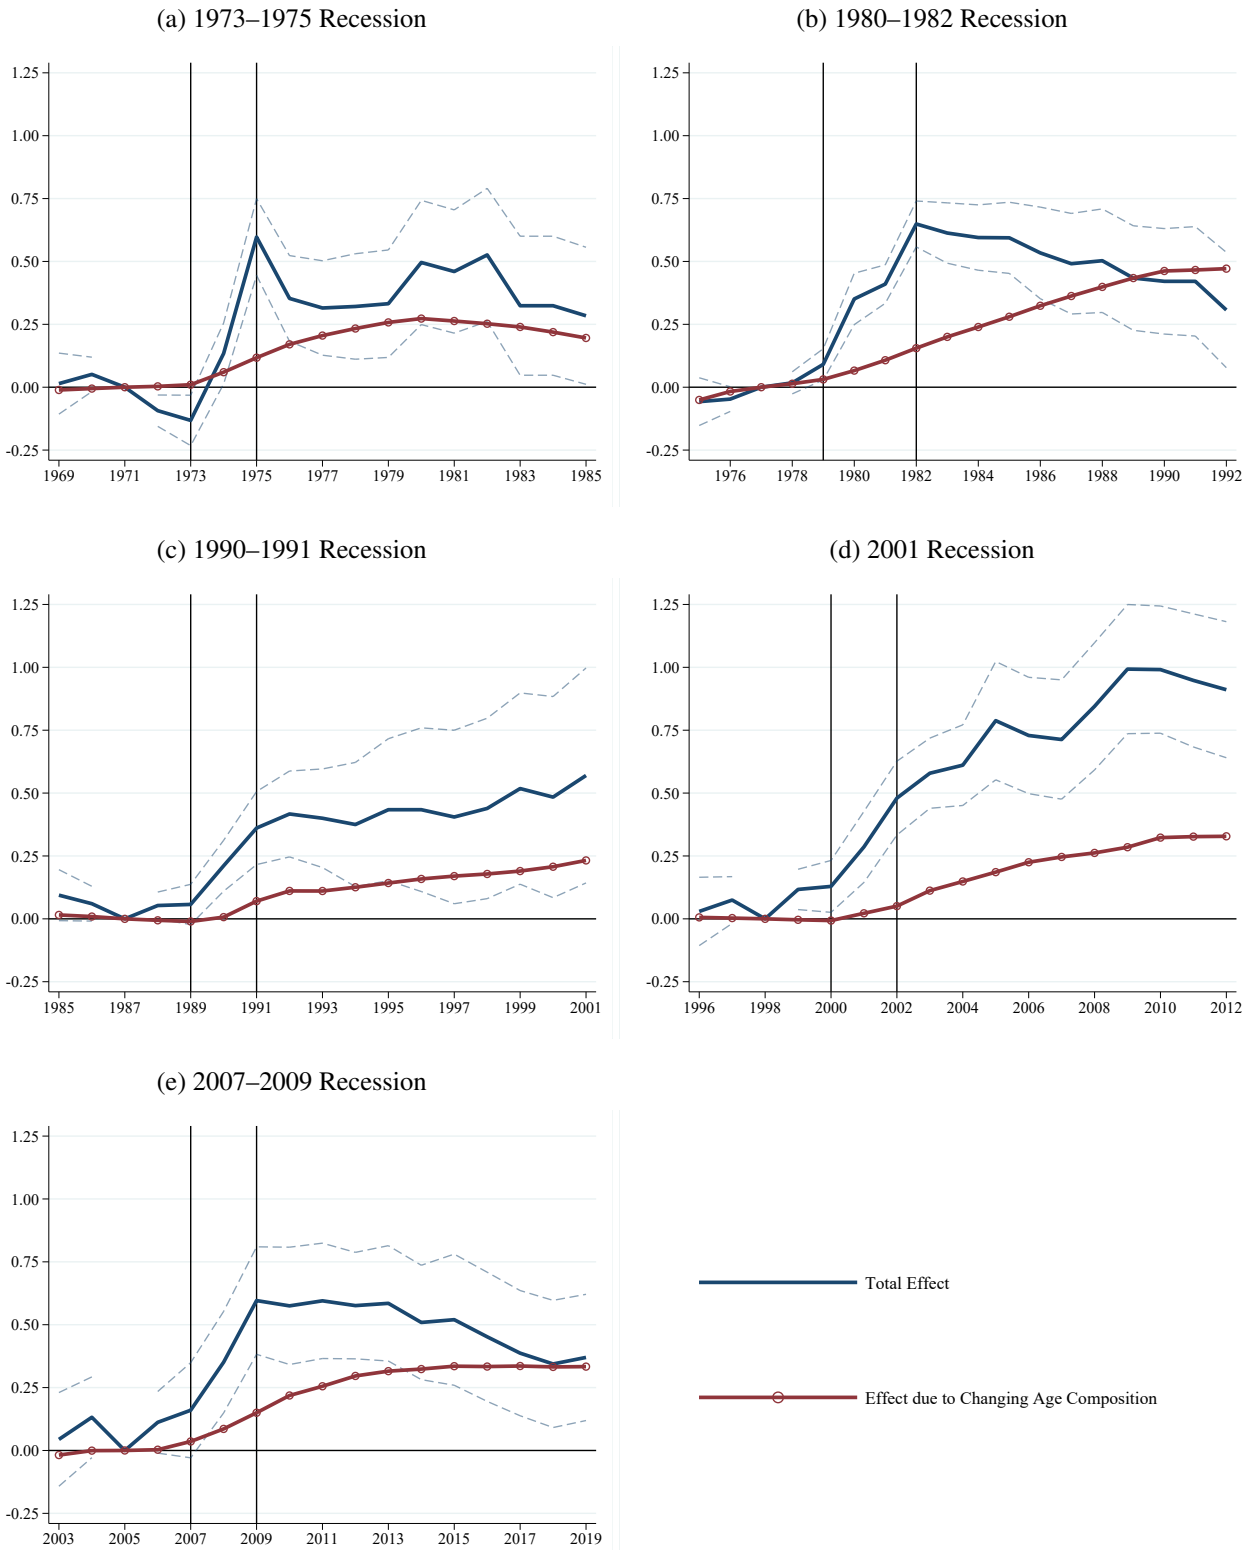 (a) 1973–1975 Recession
1.25
1.00
0.75
0.50
0.25
0.00
-0.25
1969 1971 1973 1975 1977 1979 1981 1983 1985
(b) 1980–1982 Recession
1.25
1.00
0.75
0.50
0.25
0.00
-0.25
1976 1978 1980 1982 1984 1986 1988 1990 1992
(c) 1990–1991 Recession
1.25
1.00
0.75
0.50
0.25
0.00
-0.25
1985 1987 1989 1991 1993 1995 1997 1999 2001
(d) 2001 Recession
1.25
1.00
0.75
0.50
0.25
0.00
-0.25
1996 1998 2000 2002 2004 2006 2008 2010 2012
(e) 2007–2009 Recession
1.25
1.00
0.75
0.50
0.25
0.00
-0.25
2003 2005 2007 2009 2011 2013 2015 2017 2019
Total Effect
Effect due to Changing Age Composition